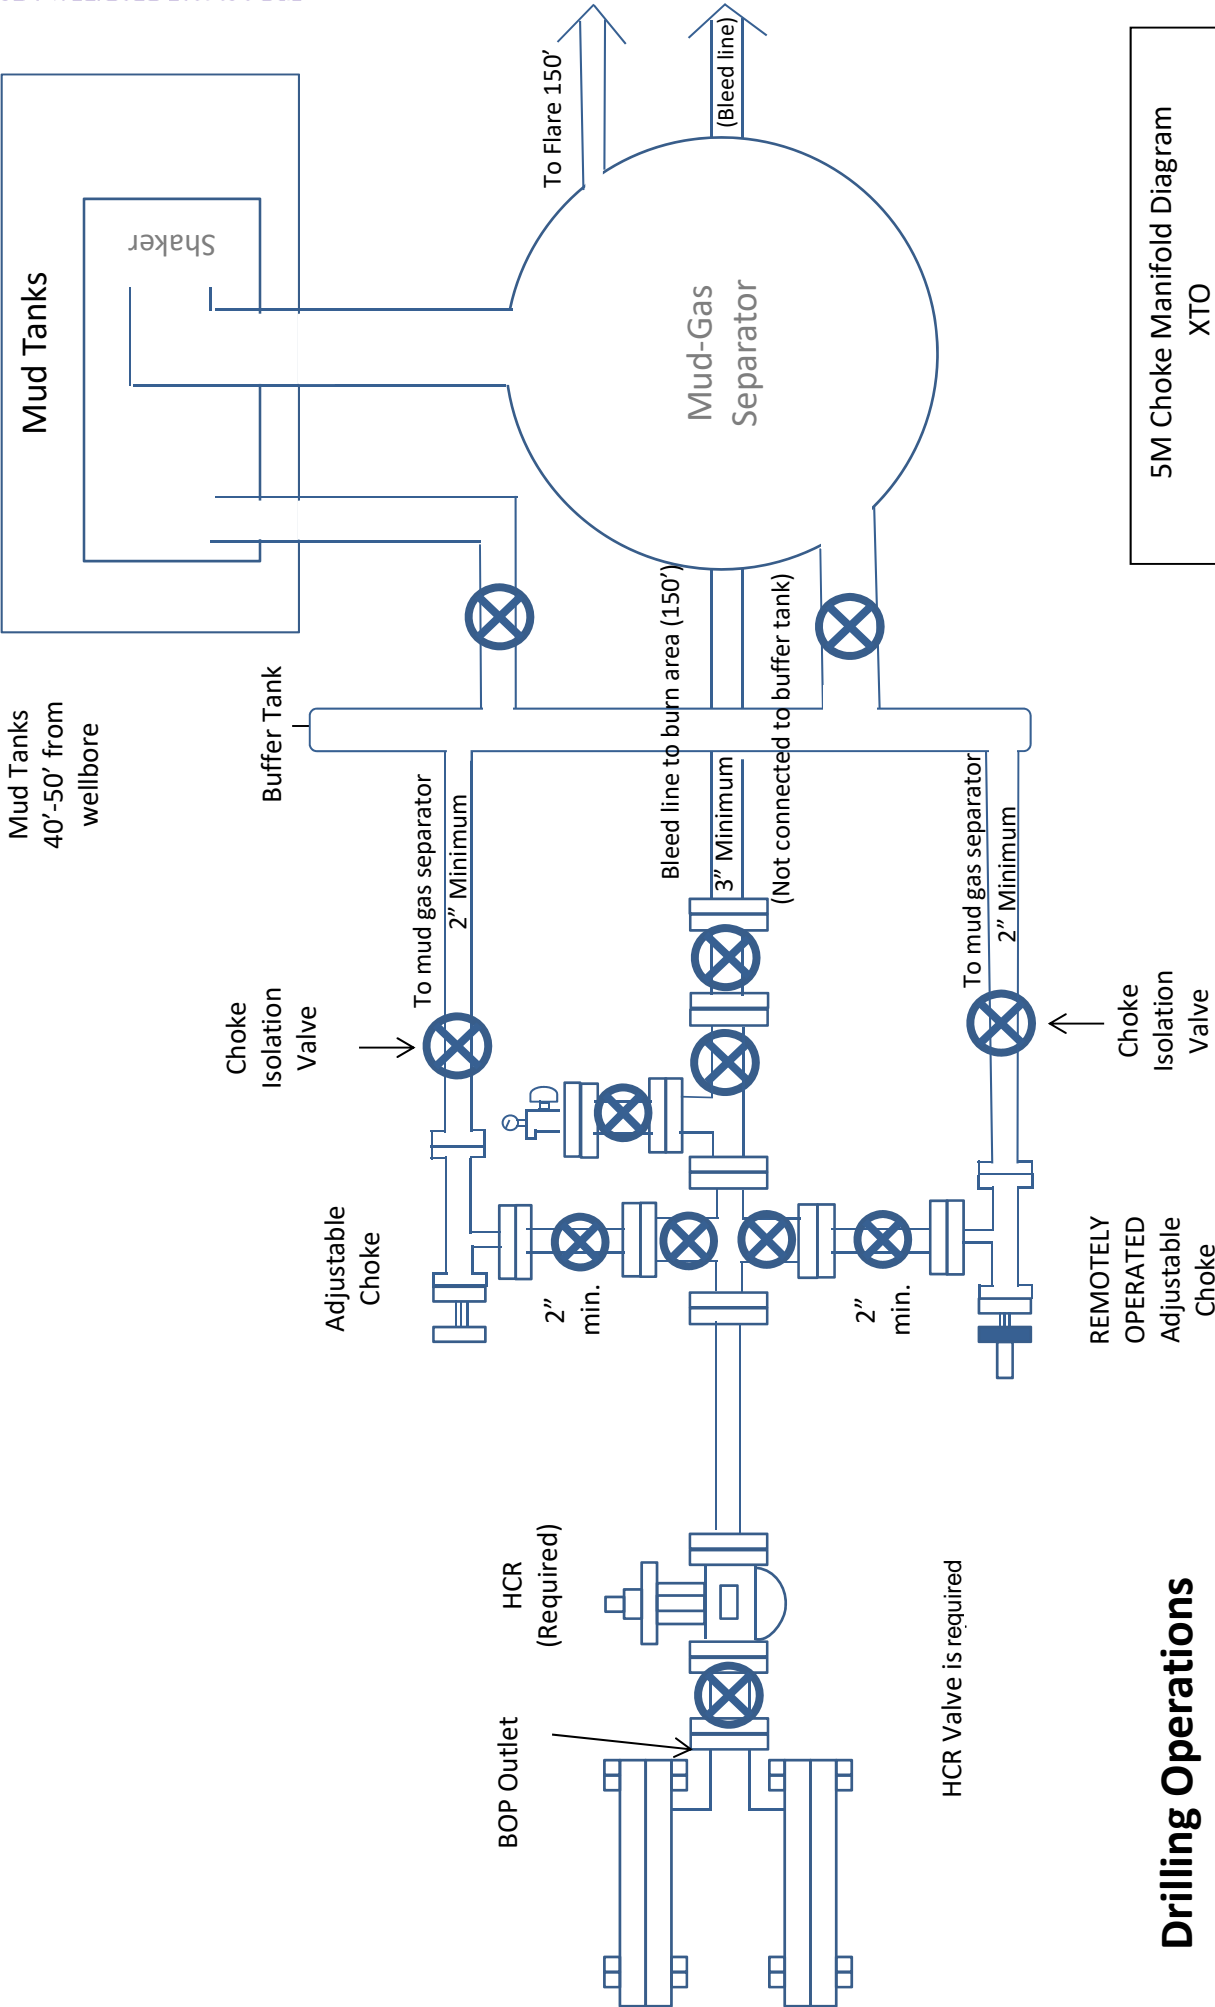 Mud Tanks
40’-50’ from
wellbore
Mud Tanks
Shaker
Buffer Tank
To Flare 150’
(Bleed line)
Mud-Gas
Separator
Choke
Isolation
Valve
To mud gas separator
2” Minimum
Bleed line to burn area (150’)
3” Minimum
(Not connected to buffer tank)
To mud gas separator
2” Minimum
Choke
Isolation
Valve
Adjustable
Choke
2”
min.
2”
min.
REMOTELY
OPERATED
Adjustable
Choke
HCR
(Required)
BOP Outlet
HCR Valve is required
Drilling Operations
5M Choke Manifold Diagram
XTO